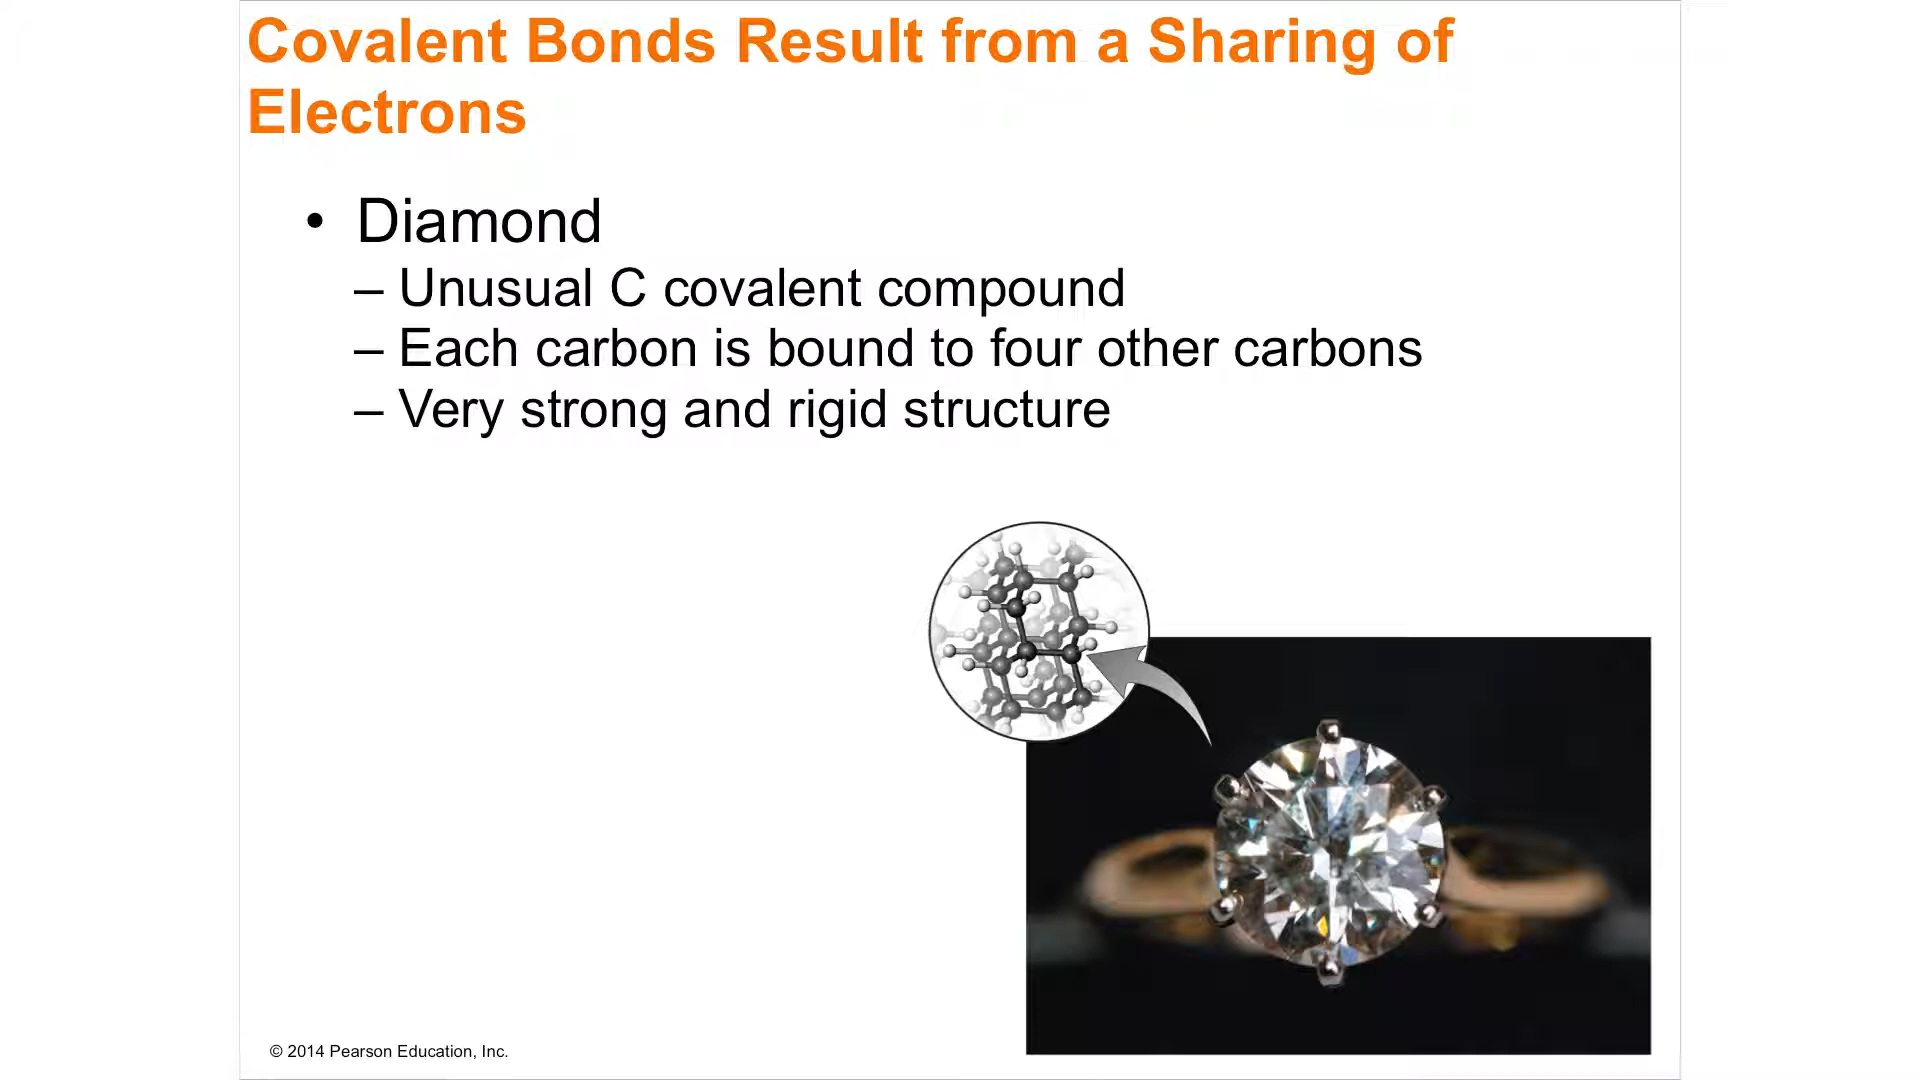 Covalent Bonds Result from a Sharing of
Electrons
• Diamond
– Unusual C covalent compound
– Each carbon is bound to four other carbons
– Very strong and rigid structure
© 2014 Pearson Education, Inc.